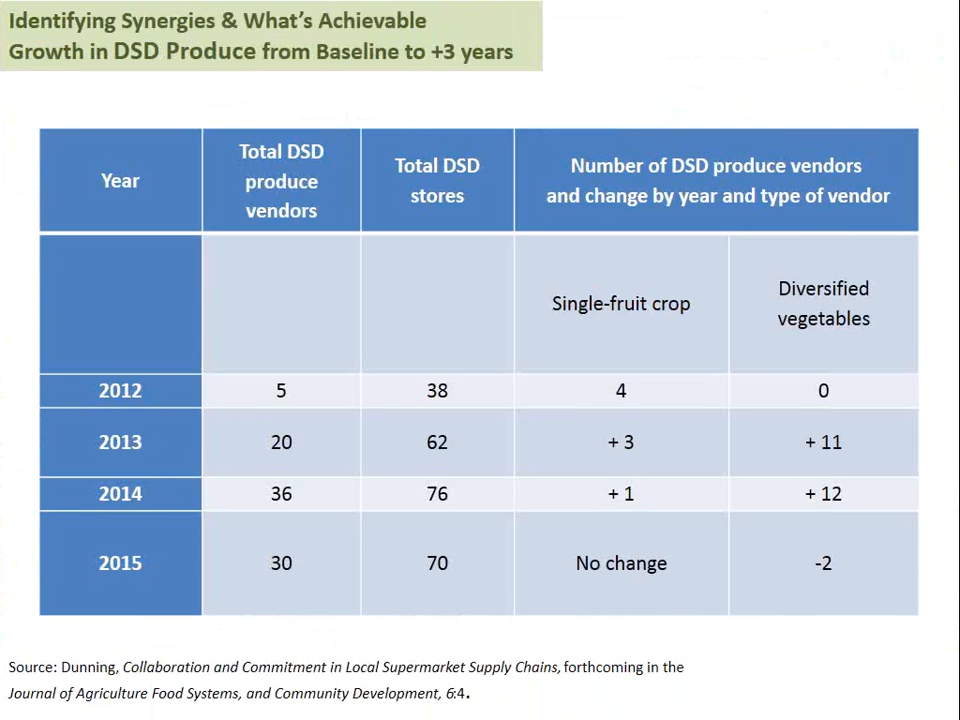 Identifying Synergies & What's Achievable
Growth in DSD Produce from Baseline to +3 years
Year
Total DSD
produce
vendors
Total DSD
stores
Number of DSD produce vendors
and change by year and type of vendor
Single-fruit crop
Diversified
vegetables
2012 5 38 4 0
2013 20 62 + 3 + 11
2014 36 76 + 1 + 12
2015 30 70 No change -2
Source: Dunning, Collaboration and Commitment in Local Supermarket Supply Chains, forthcoming in the
Journal of Agriculture Food Systems, and Community Development, 6:4.